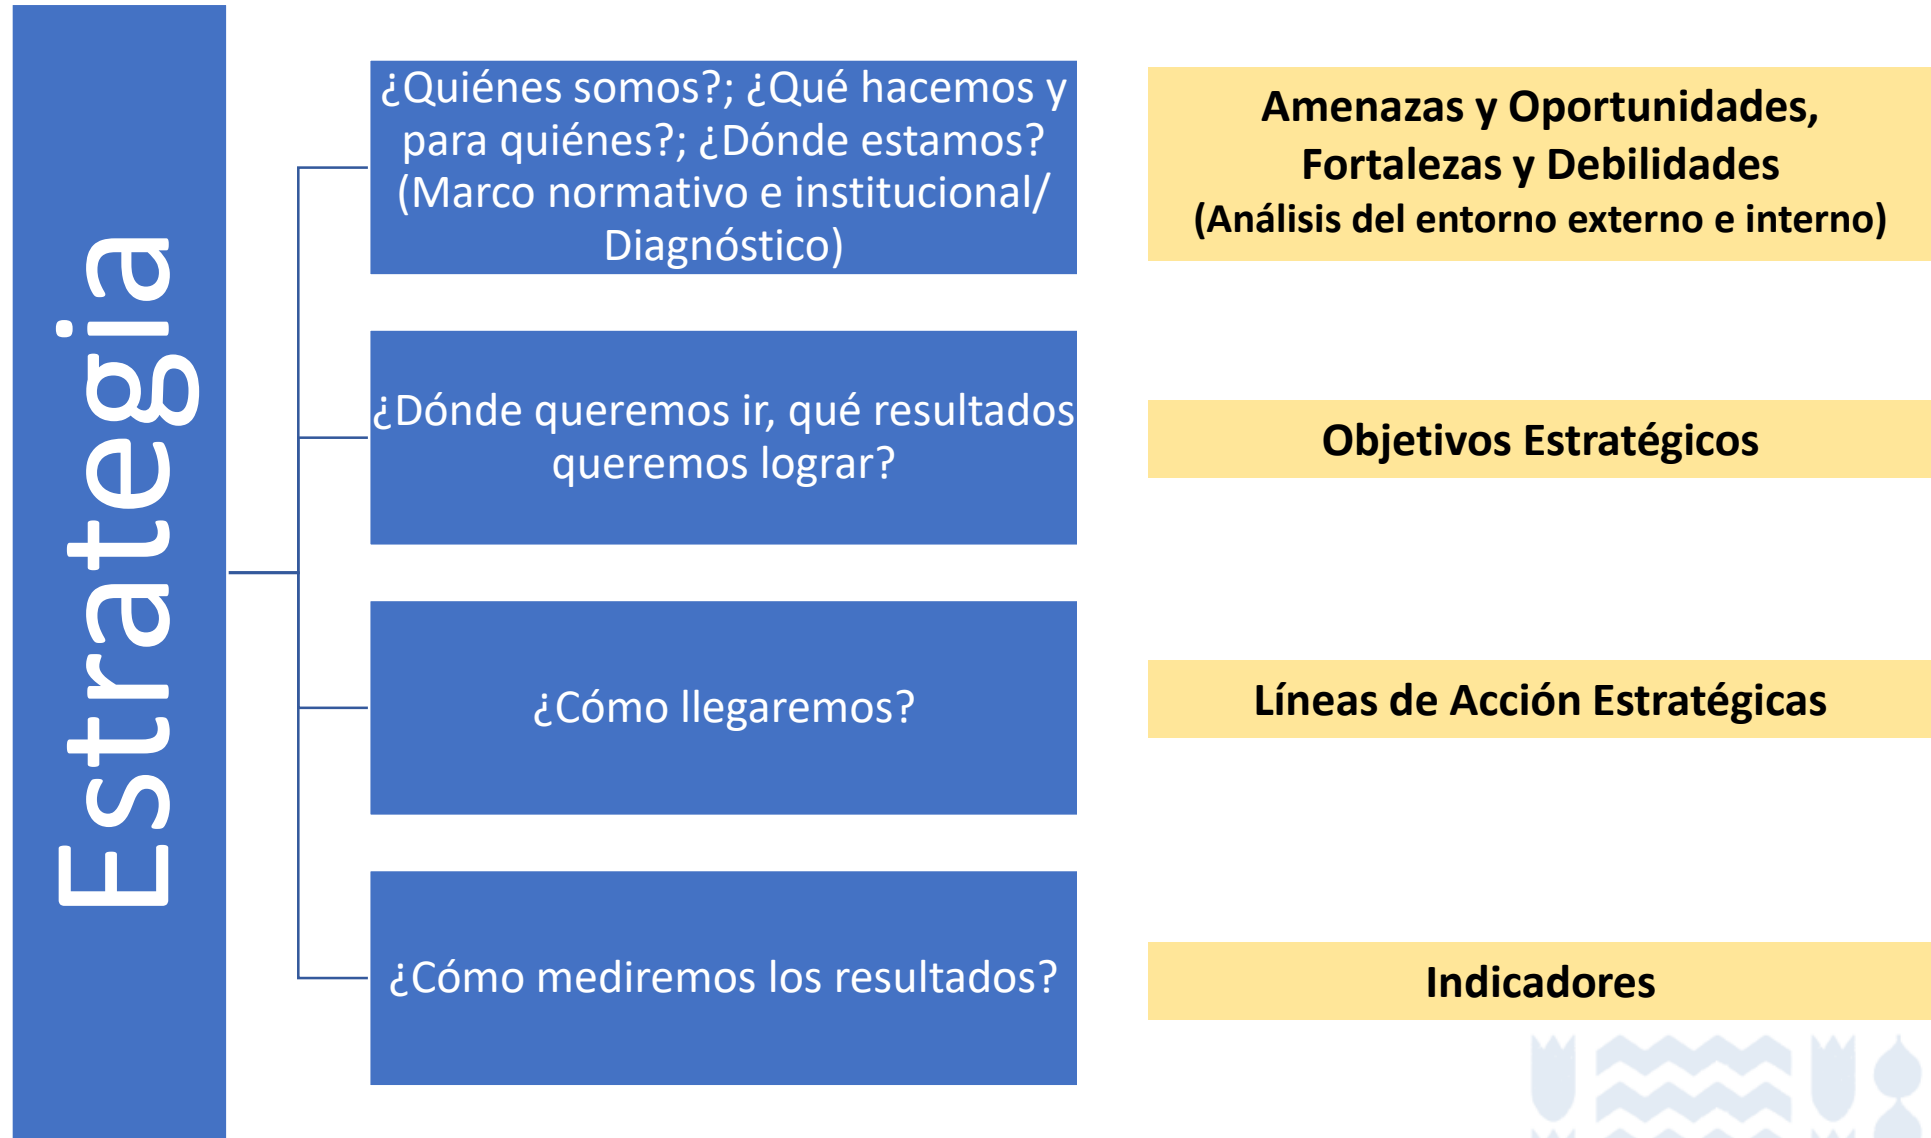 Estrategia
¿Quiénes somos?; ¿Qué hacemos y
para quiénes?; ¿Dónde estamos?
(Marco normativo e institucional/
Diagnóstico)
Amenazas y Oportunidades,
Fortalezas y Debilidades
(Análisis del entorno externo e interno)
¿Dónde queremos ir, qué resultados
queremos lograr?
Objetivos Estratégicos
¿Cómo llegaremos?
Líneas de Acción Estratégicas
¿Cómo mediremos los resultados?
Indicadores